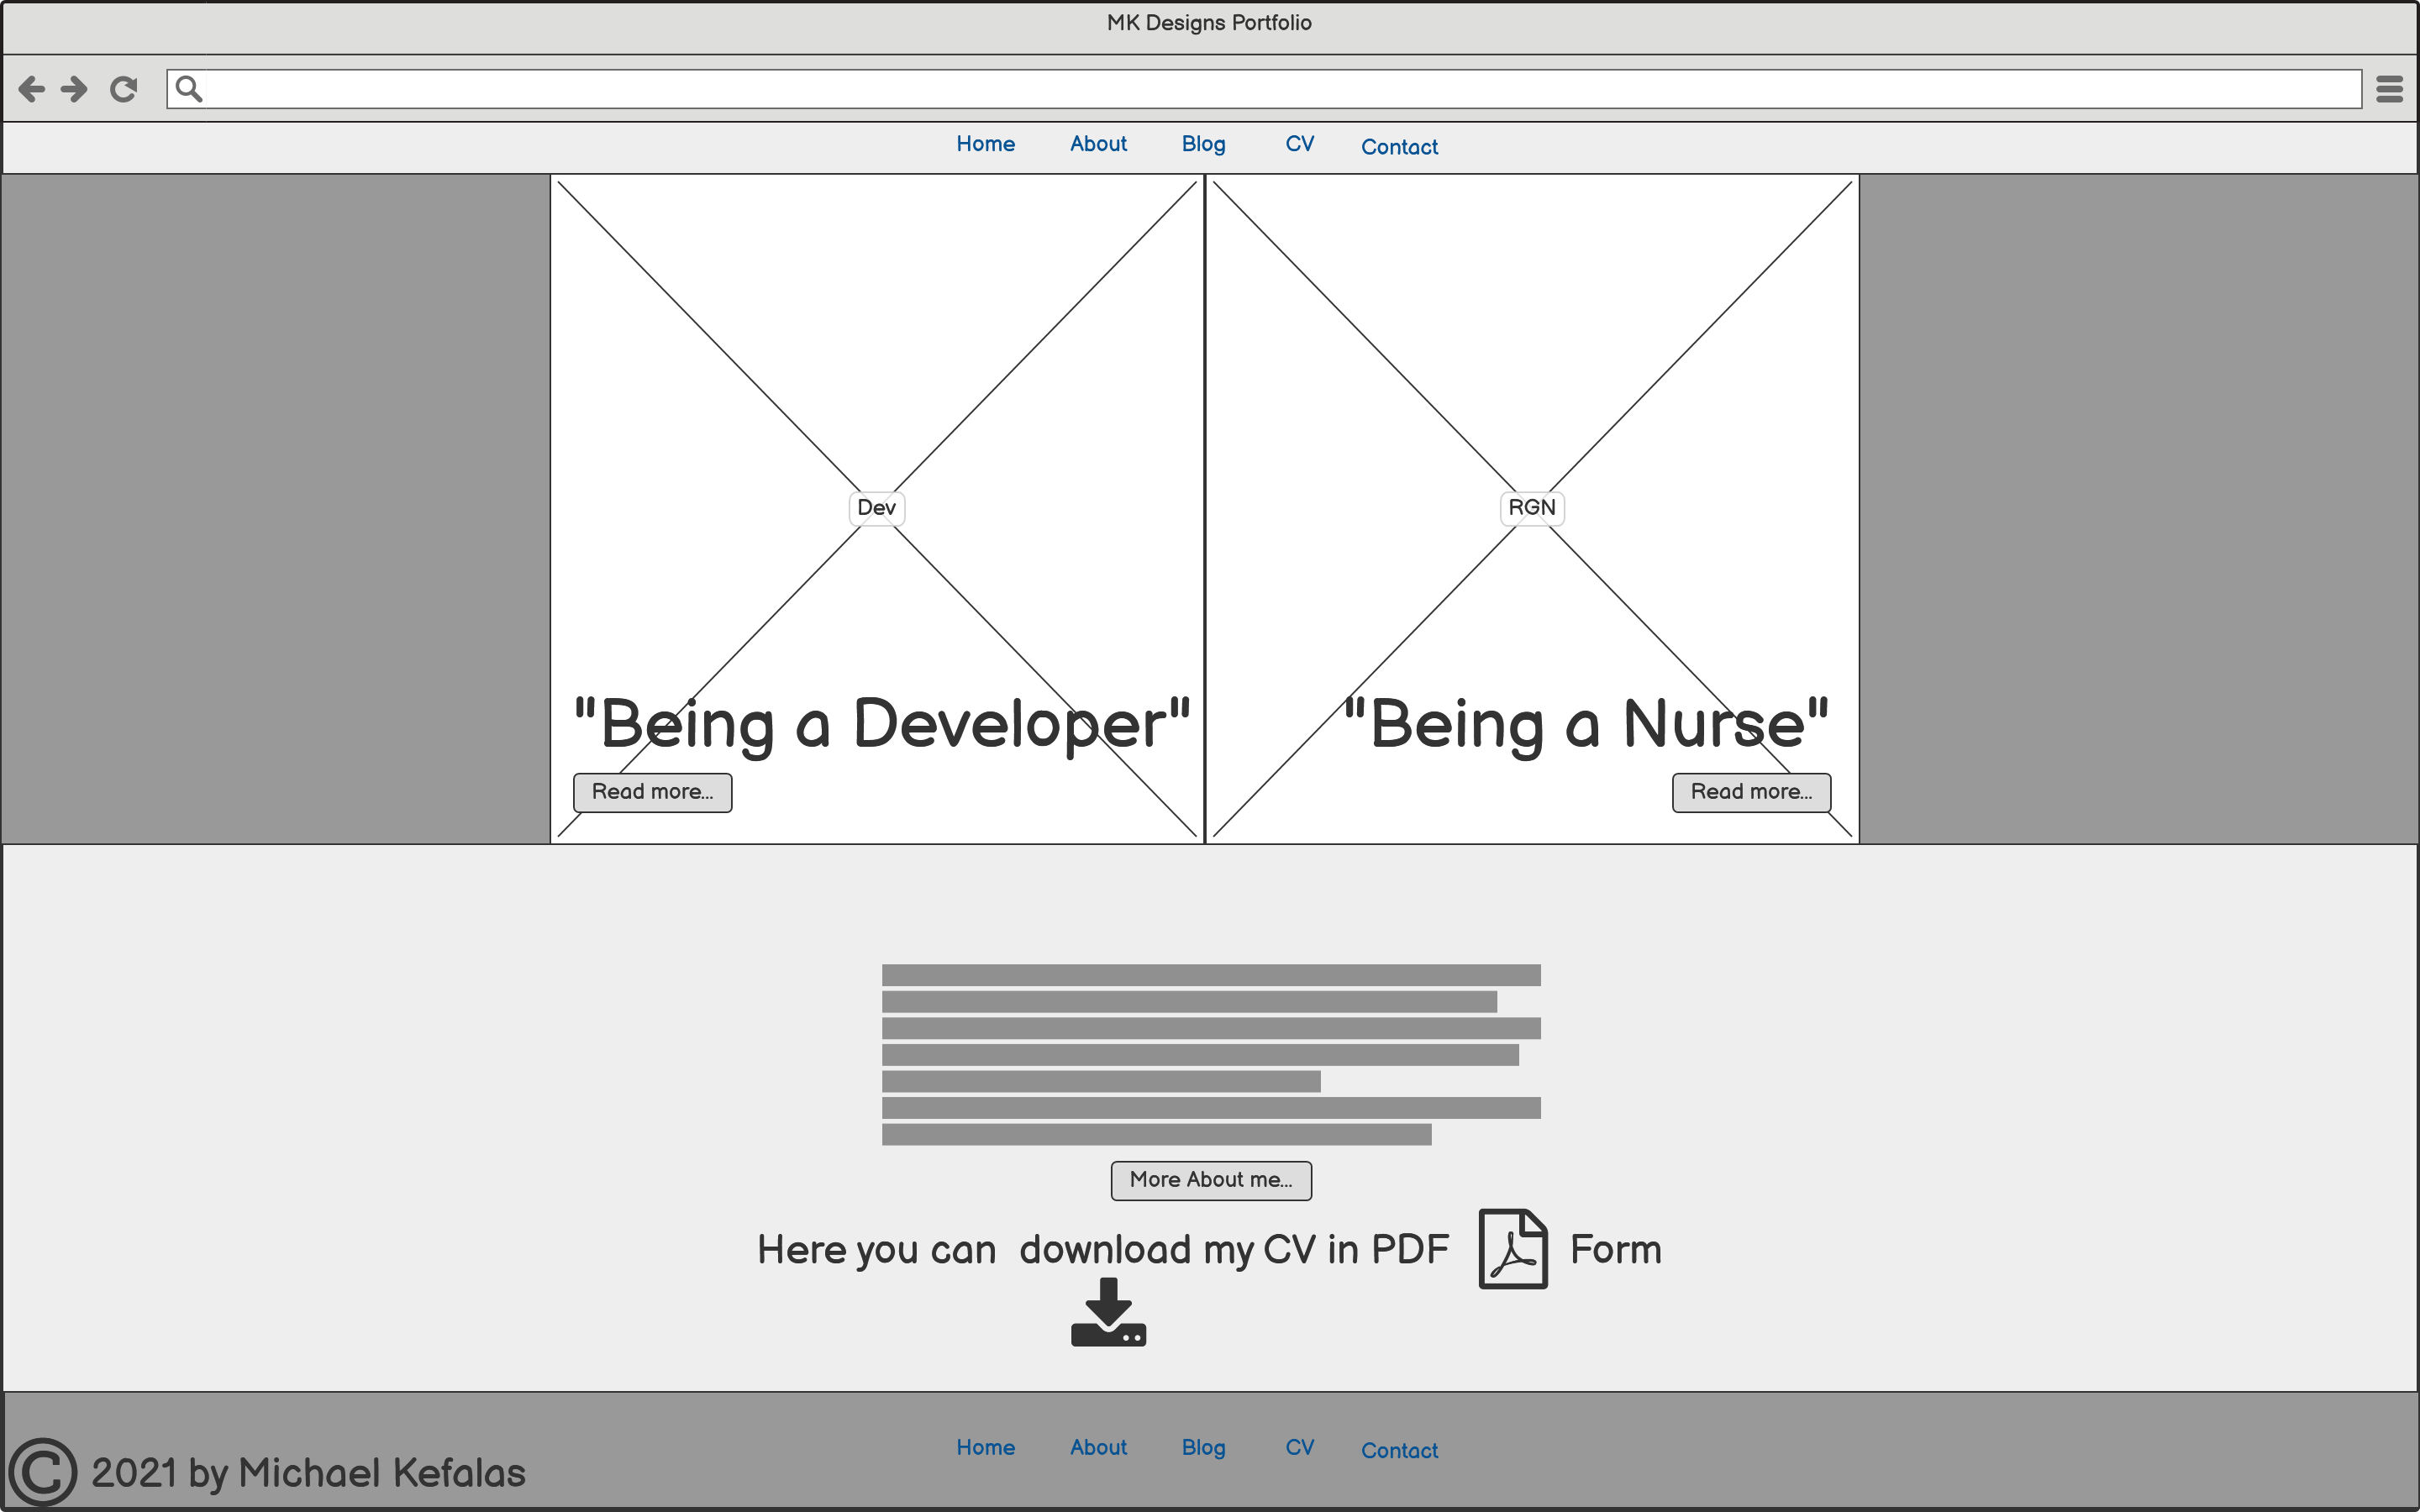 MK Designs Portfolio
Home About Blog CV Contact
Dev
RGN
"Being a Developer"
"Being a Nurse"
Read more...
Read more...
More About me...
Here you can download my CV in PDF Form
Home About Blog CV Contact
© 2021 by Michael Kefalas